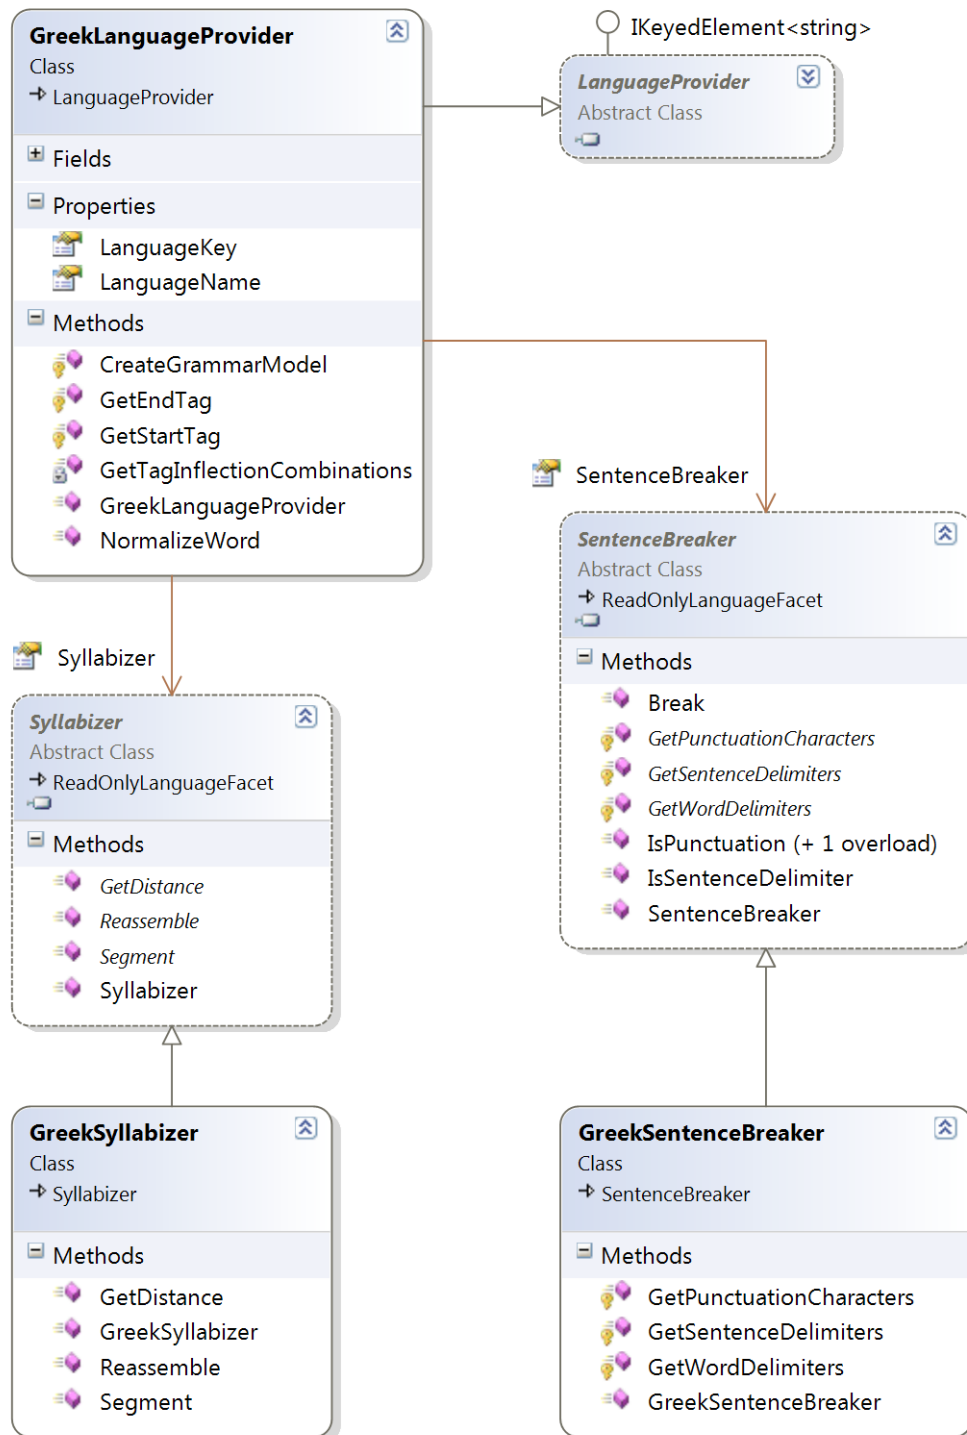 GreekLanguageProvider
Class
LanguageProvider
Fields
Properties
LanguageKey
LanguageName
Methods
CreateGrammarModel
GetEndTag
GetStartTag
GetTagInflectionCombinations
GreekLanguageProvider
NormalizeWord
IKeyedElement<string>
LanguageProvider
Abstract Class
SentenceBreaker
SentenceBreaker
Abstract Class
ReadOnlyLanguageFacet
Methods
Break
GetPunctuationCharacters
GetSentenceDelimiters
GetWordDelimiters
IsPunctuation (+ 1 overload)
IsSentenceDelimiter
SentenceBreaker
Syllabizer
Syllabizer
Abstract Class
ReadOnlyLanguageFacet
Methods
GetDistance
Reassemble
Segment
Syllabizer
GreekSyllabizer
Class
Syllabizer
Methods
GetDistance
GreekSyllabizer
Reassemble
Segment
GreekSentenceBreaker
Class
SentenceBreaker
Methods
GetPunctuationCharacters
GetSentenceDelimiters
GetWordDelimiters
GreekSentenceBreaker